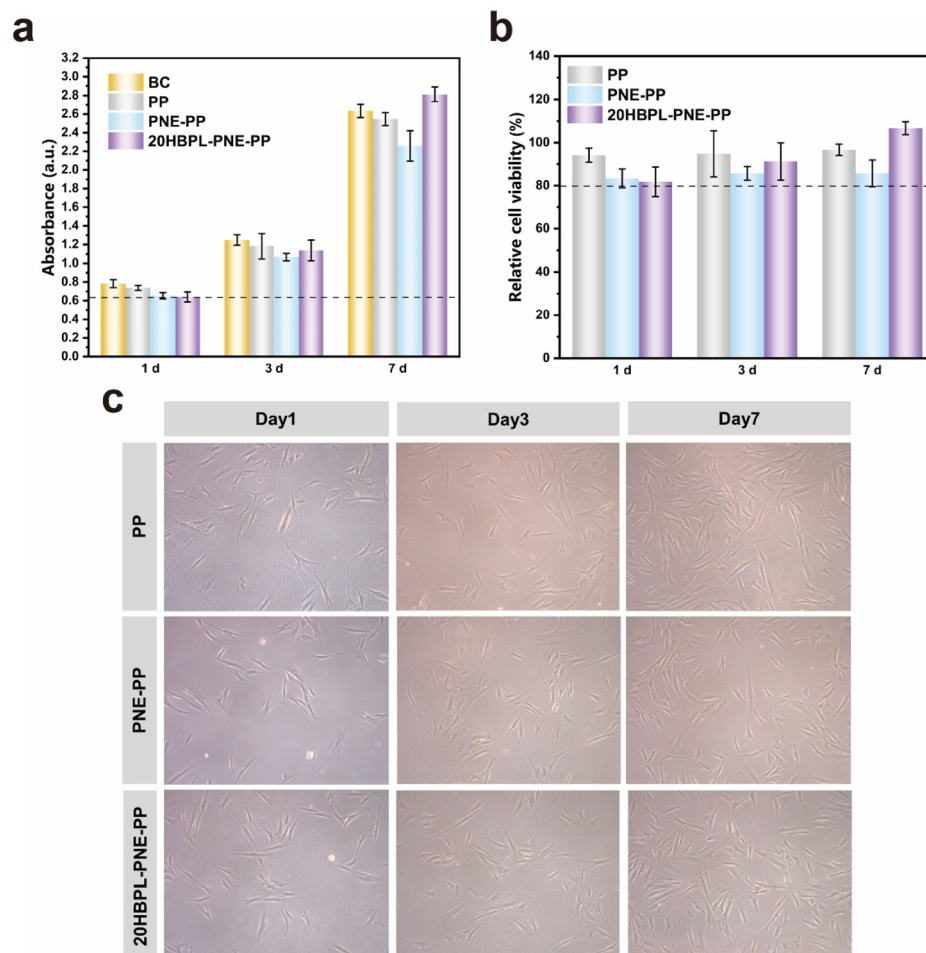 a
Absorbance (a.u.)
3.2
3.0
2.8
2.6
2.4
2.2
2.0
1.8
1.6
1.4
1.2
1.0
0.8
0.6
0.4
0.2
0.0
BC
PP
PNE-PP
20HBPL-PNE-PP
1 d
3 d
7 d
b
Relative cell viability (%)
140
120
100
80
60
40
20
0
PP
PNE-PP
20HBPL-PNE-PP
1 d
3 d
7 d
c
Day1
Day3
Day7
PP
PNE-PP
20HBPL-PNE-PP